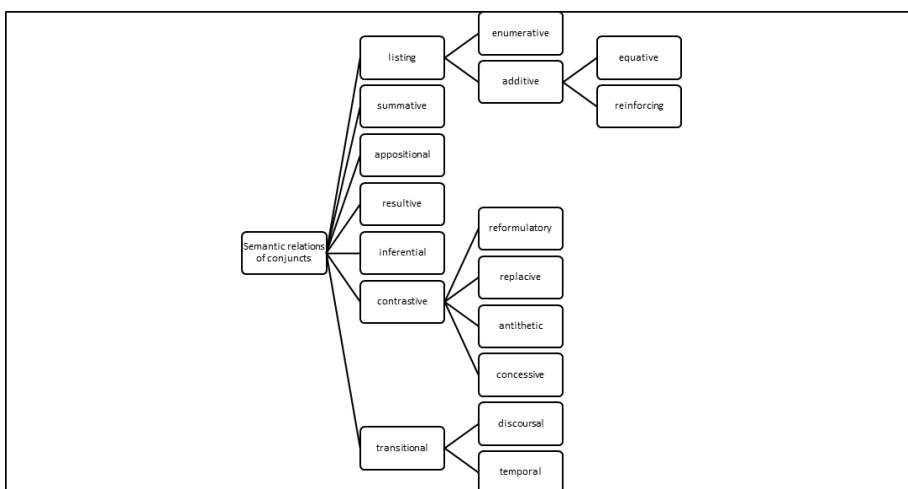 Semantic relations
of conjuncts
listing
enumerative
additive
equative
reinforcing
summative
appositional
resultive
inferential
contrastive
reformulatory
replacive
antithetic
concessive
transitional
discoursal
temporal